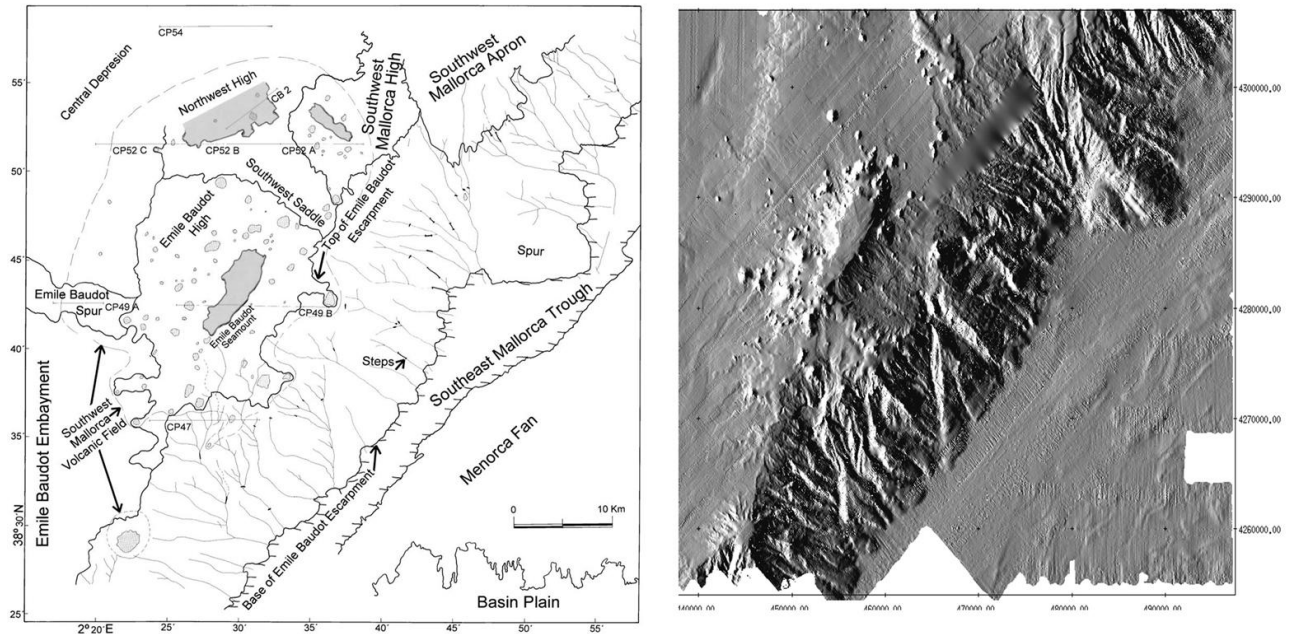 CP54
Central Depresion
55'
Northwest High
CB 2
Southwest
Mallorca High
Southwest
Mallorca Apron
CP52 C
CP52 B
CP52 A
50'
Southwest Saddle
Emile Baudot
High
Top of Emile Baudot
Escarpment
Spur
45'
Emile Baudot
Spur
CP49 A
CP49 B
Emile Baudot
Seamount
40'
Steps
Southeast Mallorca Trough
Emile Baudot Embayment
Southwest
Mallorca
Volcanic Field
CP47
35'
Menorca Fan
Base of Emile Baudot Escarpment
0
10 Km
38° 30' N
Basin Plain
25'
2° 20' E
25'
30'
35'
40'
45'
50'
55'
4300000.00
4290000.00
4280000.00
4270000.00
4260000.00
450000.00
460000.00
470000.00
480000.00
490000.00